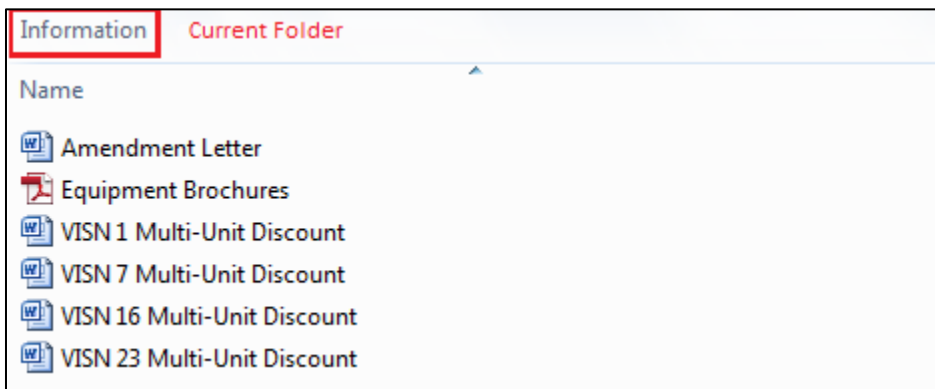 Information Current Folder
Name
Amendment Letter
Equipment Brochures
VISN 1 Multi-Unit Discount
VISN 7 Multi-Unit Discount
VISN 16 Multi-Unit Discount
VISN 23 Multi-Unit Discount